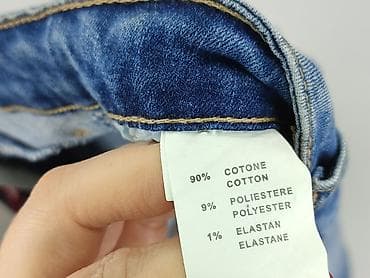 90% COTONE
COTTON
9% POLIESTERE
POLYESTER
1% ELASTAN
ELASTANE